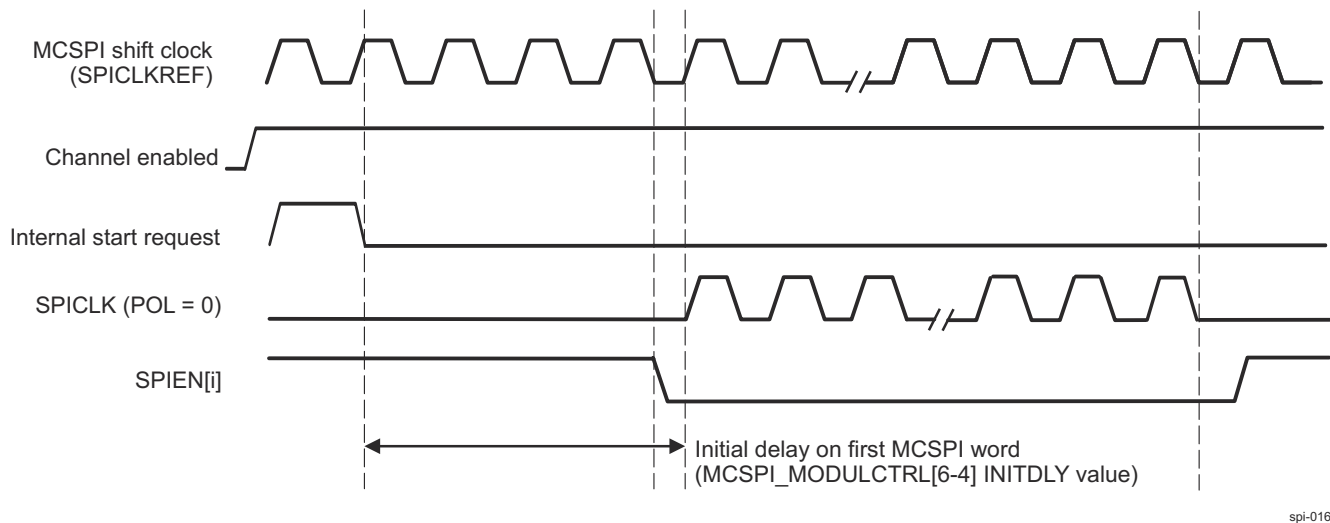 MCSPI shift clock
(SPICLKREF)
Channel enabled
Internal start request
SPICLK (POL = 0)
SPIEN[i]
Initial delay on first MCSPI word
(MCSPI_MODULCTRL[6-4] INITDLY value)
spi-016